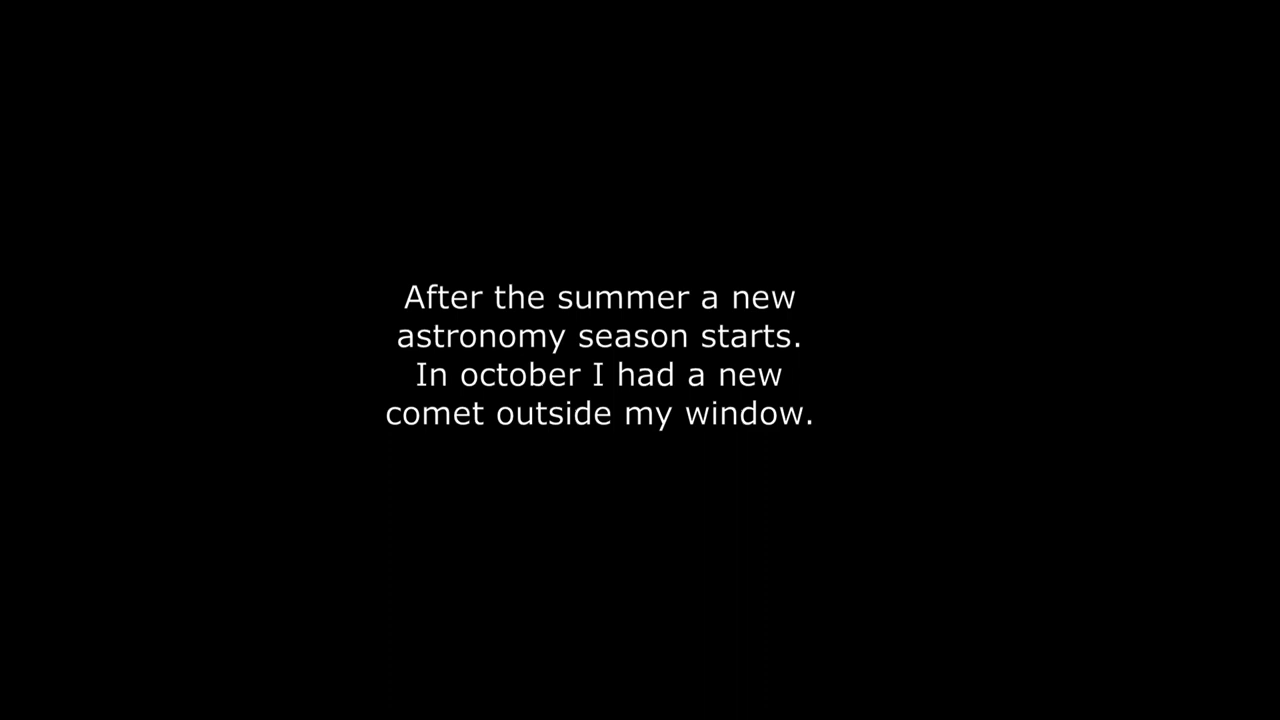 After the summer a new
astronomy season starts.
In october I had a new
comet outside my window.